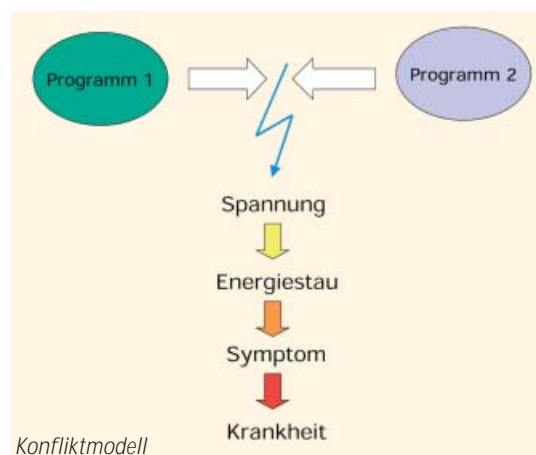 Programm 1
Programm 2
Spannung
Energiestau
Symptom
Krankheit
Konfliktmodell